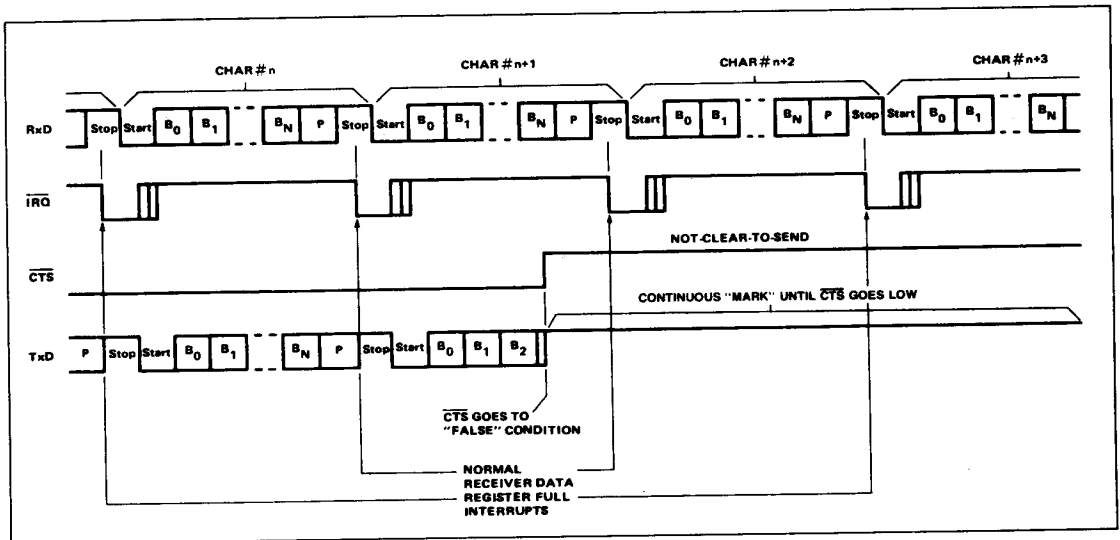 CHAR#n
CHAR#n+1
CHAR#n+2
CHAR#n+3
RxD
Stop Start B0 B1 BN P Stop Start B0 B1 BN P Stop Start B0 B1 BN P Stop Start B0 B1 BN
IRQ
NOT-CLEAR-TO-SEND
CTS
CONTINUOUS "MARK" UNTIL CTS GOES LOW
TxD
P Stop Start B0 B1 BN P Stop Start B0 B1 B2
CTS GOES TO
"FALSE" CONDITION
NORMAL
RECEIVER DATA
REGISTER FULL
INTERRUPTS